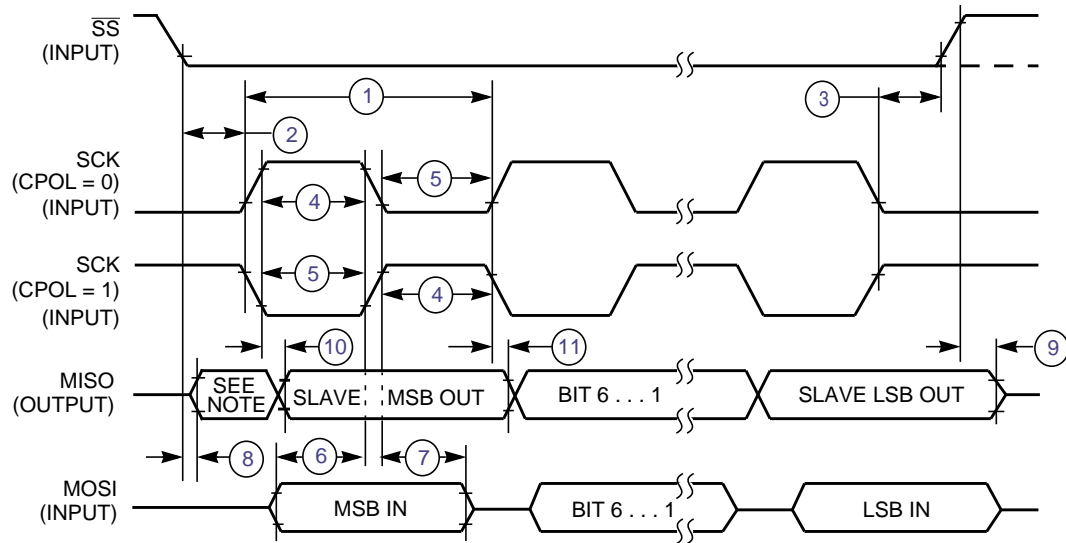 SS
(INPUT)
1
3
2
SCK
(CPOL = 0)
(INPUT)
5
4
SCK
(CPOL = 1)
(INPUT)
5
4
10
11
9
MISO
(OUTPUT)
SEE
NOTE
SLAVE
MSB OUT
BIT 6 . . . 1
SLAVE LSB OUT
8
6
7
MOSI
(INPUT)
MSB IN
BIT 6 . . . 1
LSB IN